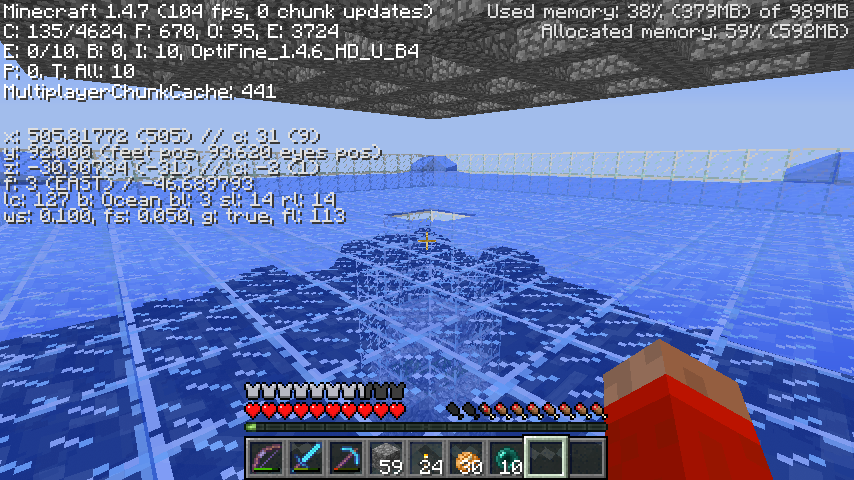 Minecraft 1.4.7 (104 fps, 0 chunk updates)
Used memory: 38% (379MB) of 989MB
C: 135/4624, F: 670, O: 95, E: 3724
Allocated memory: 59% (592MB)
E: 0/10, B: 0, I: 10, OptiFine_1.4.6_HD_U_B4
P: 0, T: All: 10
MultiplayerChunkCache: 441
x: 505.81772 (505) // c: 31 (9)
y: 92.000 (feet pos, 93.620 eyes pos)
z: -30.99734 (-31) // c: -2 (1)
f: 3 (EAST) / -46.689793
lc: 127 b: Ocean bl: 3 sl: 14 rl: 14
ws: 0.100, fs: 0.050, g: true, fl: 113
59 24 30 10